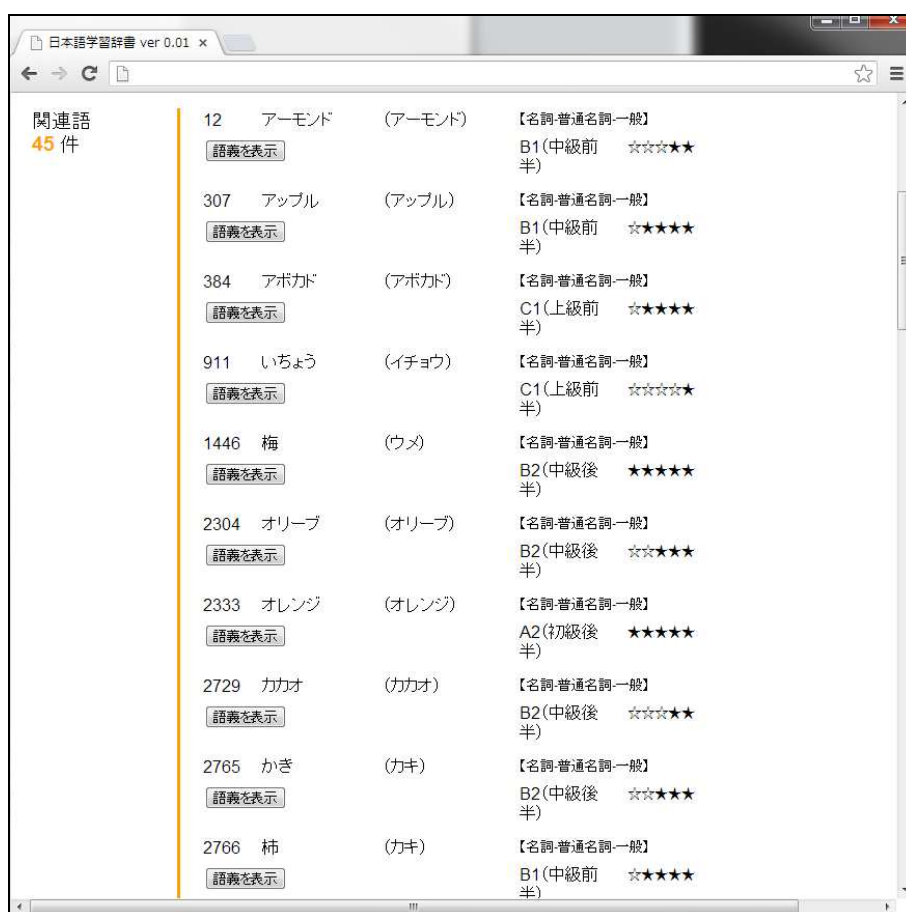 日本語学習辞書 ver 0.01
関連語
45 件
12 アーモンド (アーモンド) 【名詞-普通名詞-一般】
語義を表示 B1(中級前半) ☆☆☆★★
307 アップル (アップル) 【名詞-普通名詞-一般】
語義を表示 B1(中級前半) ☆★★★★
384 アボカド (アボカド) 【名詞-普通名詞-一般】
語義を表示 C1(上級前半) ☆★★★★
911 いちょう (イチョウ) 【名詞-普通名詞-一般】
語義を表示 C1(上級前半) ☆☆☆☆★
1446 梅 (ウメ) 【名詞-普通名詞-一般】
語義を表示 B2(中級後半) ★★★★★
2304 オリーブ (オリーブ) 【名詞-普通名詞-一般】
語義を表示 B2(中級後半) ☆☆★★★
2333 オレンジ (オレンジ) 【名詞-普通名詞-一般】
語義を表示 A2(初級後半) ★★★★★
2729 カカオ (カカオ) 【名詞-普通名詞-一般】
語義を表示 B2(中級後半) ☆☆☆★★
2765 かき (カキ) 【名詞-普通名詞-一般】
語義を表示 B2(中級後半) ☆☆★★★
2766 柿 (カキ) 【名詞-普通名詞-一般】
語義を表示 B1(中級前半) ☆★★★★